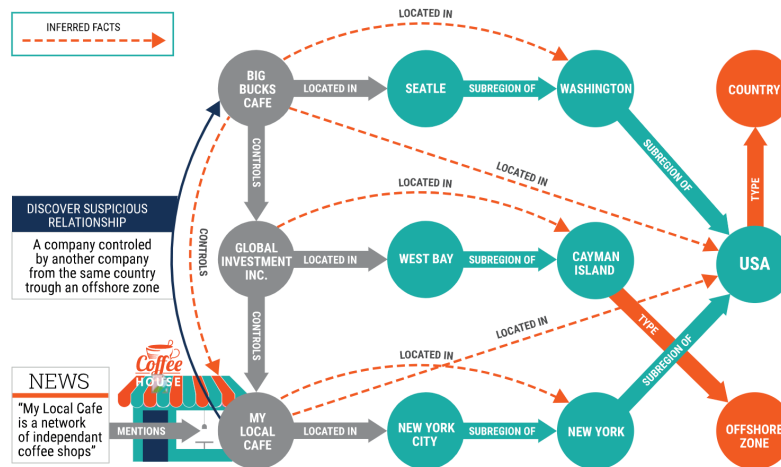 INFERRED FACTS
LOCATED IN
BIG
BUCKS
CAFE
LOCATED IN
SEATLE
SUBREGION OF
WASHINGTON
COUNTRY
CONTROLS
LOCATED IN
SUBREGION OF
TYPE
DISCOVER SUSPICIOUS
RELATIONSHIP
A company controled
by another company
from the same country
trough an offshore zone
CONTROLS
LOCATED IN
GLOBAL
INVESTMENT
INC.
LOCATED IN
WEST BAY
SUBREGION OF
CAYMAN
ISLAND
USA
CONTROLS
LOCATED IN
TYPE
SUBREGION OF
Coffee
HOUSE
NEWS
"My Local Cafe
is a network
of independant
coffee shops"
MENTIONS
LOCATED IN
MY
LOCAL
CAFE
LOCATED IN
NEW YORK
CITY
SUBREGION OF
NEW YORK
OFFSHORE
ZONE